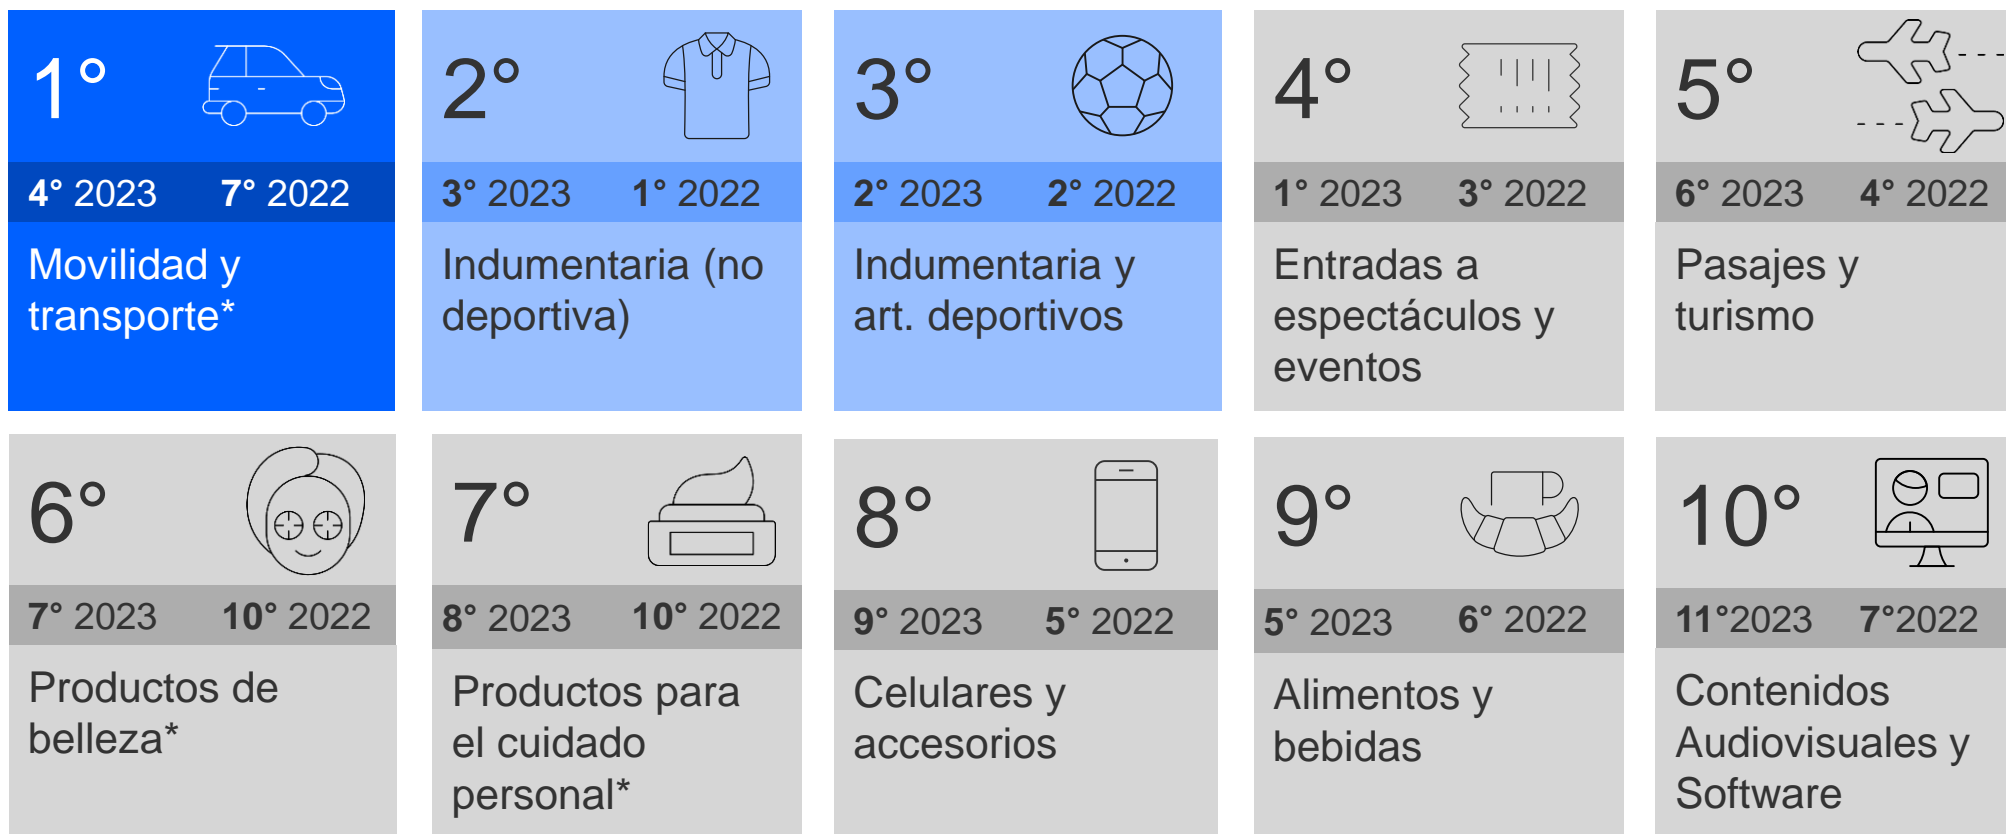 1°
4° 2023 7° 2022
Movilidad y
transporte*
2°
3° 2023 1° 2022
Indumentaria (no
deportiva)
3°
2° 2023 2° 2022
Indumentaria y
art. deportivos
4°
1° 2023 3° 2022
Entradas a
espectáculos y
eventos
5°
6° 2023 4° 2022
Pasajes y
turismo
6°
7° 2023 10° 2022
Productos de
belleza*
7°
8° 2023 10° 2022
Productos para
el cuidado
personal*
8°
9° 2023 5° 2022
Celulares y
accesorios
9°
5° 2023 6° 2022
Alimentos y
bebidas
10°
11°2023 7°2022
Contenidos
Audiovisuales y
Software